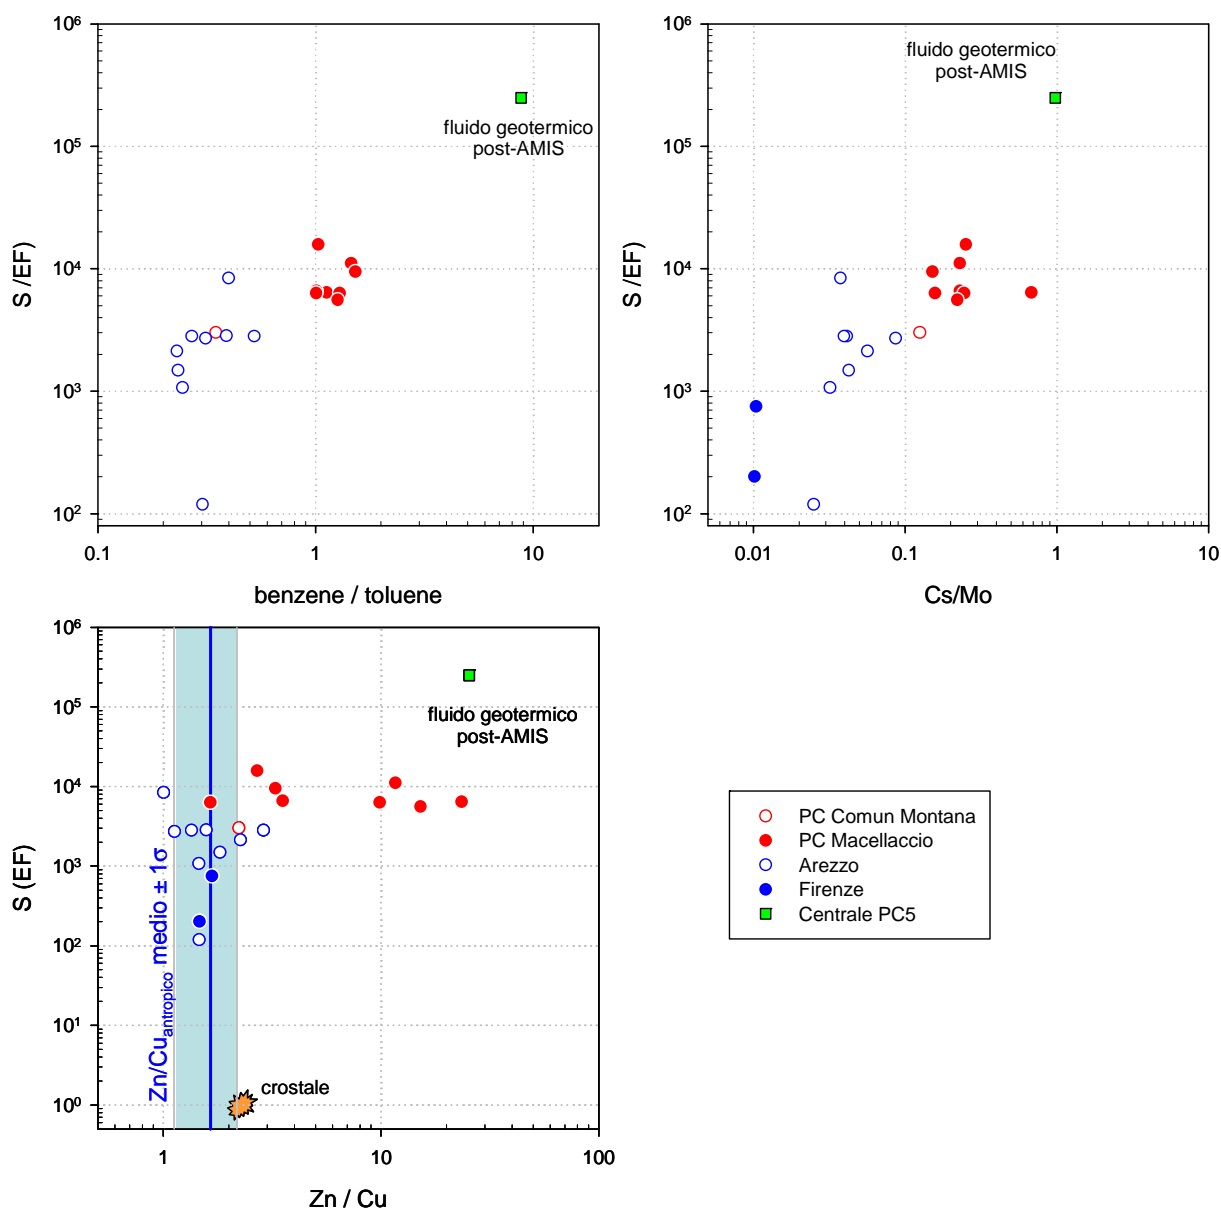 10⁶
10⁵
10⁴
10³
10²
S /EF)
fluido geotermico
post-AMIS
0.1
1
10
benzene / toluene
10⁶
10⁵
10⁴
10³
10²
S /EF)
fluido geotermico
post-AMIS
0.01
0.1
1
10
Cs/Mo
10⁶
10⁵
10⁴
10³
10²
10¹
10⁰
S (EF)
fluido geotermico
post-AMIS
Zn/Cu antropico medio ± 1σ
crostale
1
10
100
Zn / Cu
PC Comun Montana
PC Macellaccio
Arezzo
Firenze
Centrale PC5